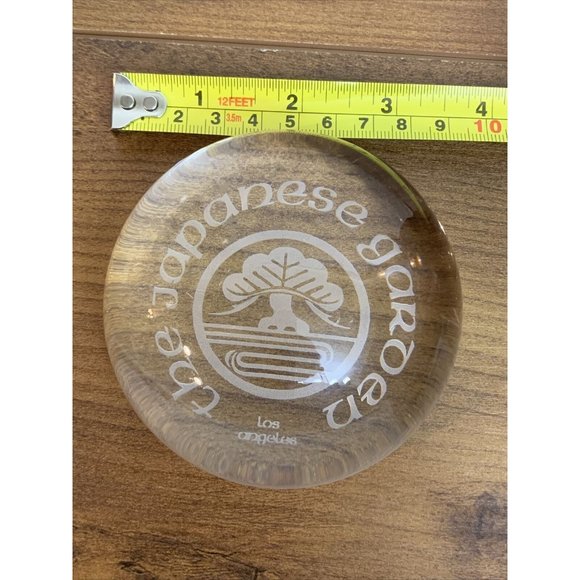 1 12FEET 2 3 4
2 3 3.5m 4 5 6 7 8 9 10
the Japanese garden
Los
angeles